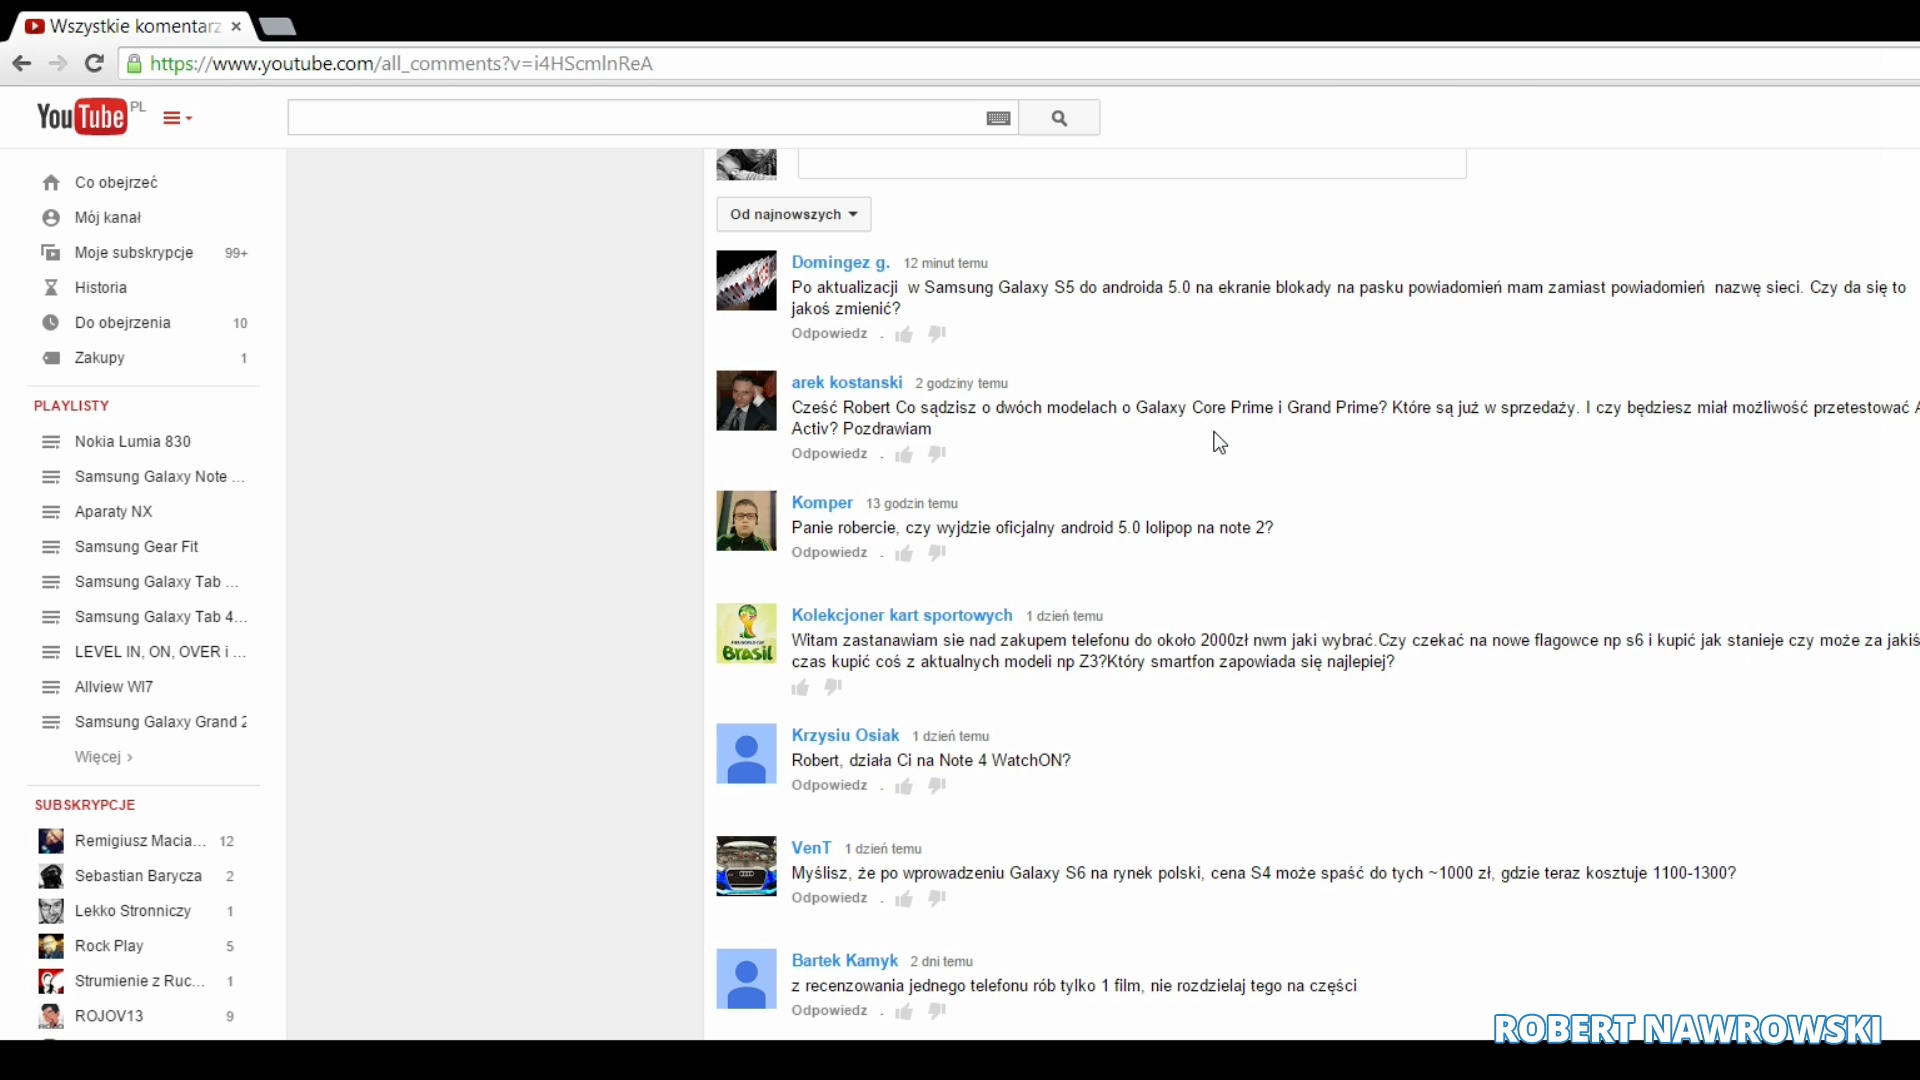 Wszystkie komentarz
https://www.youtube.com/all_comments?v=i4HScmlnReA
YouTube PL
Co obejrzeć
Mój kanał
Moje subskrypcje 99+
Historia
Do obejrzenia 10
Zakupy 1
PLAYLISTY
Nokia Lumia 830
Samsung Galaxy Note ...
Aparaty NX
Samsung Gear Fit
Samsung Galaxy Tab ...
Samsung Galaxy Tab 4...
LEVEL IN, ON, OVER i ...
Allview WI7
Samsung Galaxy Grand 2
Więcej ›
SUBSKRYPCJE
Remigiusz Macia... 12
Sebastian Barycza 2
Lekko Stronniczy 1
Rock Play 5
Strumienie z Ruc... 1
ROJOV13 9
Od najnowszych
Domingez g. 12 minut temu
Po aktualizacji w Samsung Galaxy S5 do androida 5.0 na ekranie blokady na pasku powiadomień mam zamiast powiadomień nazwę sieci. Czy da się to
jakoś zmienić?
Odpowiedz .
arek kostanski 2 godziny temu
Cześć Robert Co sądzisz o dwóch modelach o Galaxy Core Prime i Grand Prime? Które są już w sprzedaży. I czy będziesz miał możliwość przetestować
Activ? Pozdrawiam
Odpowiedz .
Komper 13 godzin temu
Panie robercie, czy wyjdzie oficjalny android 5.0 lolipop na note 2?
Odpowiedz .
Kolekcjoner kart sportowych 1 dzień temu
Witam zastanawiam sie nad zakupem telefonu do około 2000zł nwm jaki wybrać.Czy czekać na nowe flagowce np s6 i kupić jak stanieje czy może za jakiś
czas kupić coś z aktualnych modeli np Z3?Który smartfon zapowiada się najlepiej?
Brasil
Krzysiu Osiak 1 dzień temu
Robert, działa Ci na Note 4 WatchON?
Odpowiedz .
VenT 1 dzień temu
Myślisz, że po wprowadzeniu Galaxy S6 na rynek polski, cena S4 może spaść do tych ~1000 zł, gdzie teraz kosztuje 1100-1300?
Odpowiedz .
Bartek Kamyk 2 dni temu
z recenzowania jednego telefonu rób tylko 1 film, nie rozdzielaj tego na części
Odpowiedz .
ROBERT NAWROWSKI